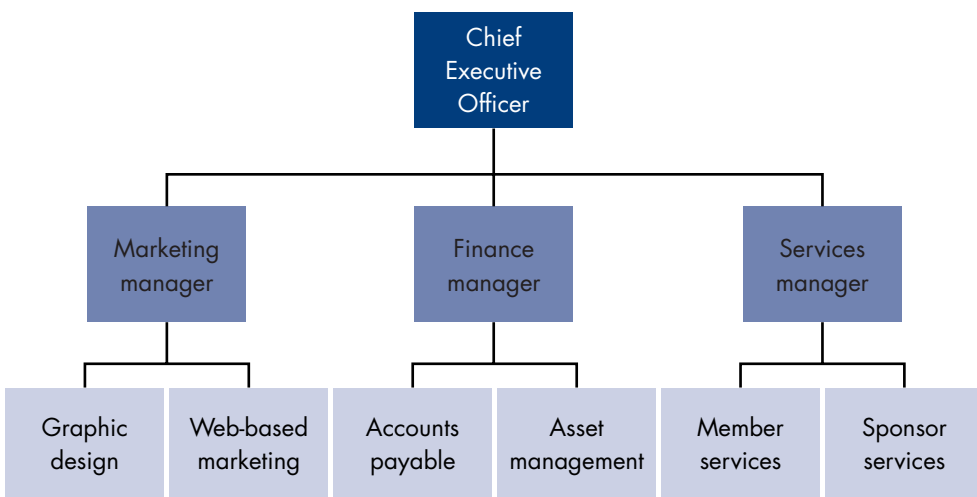 Chief
Executive
Officer
Marketing
manager
Finance
manager
Services
manager
Graphic
design
Web-based
marketing
Accounts
payable
Asset
management
Member
services
Sponsor
services